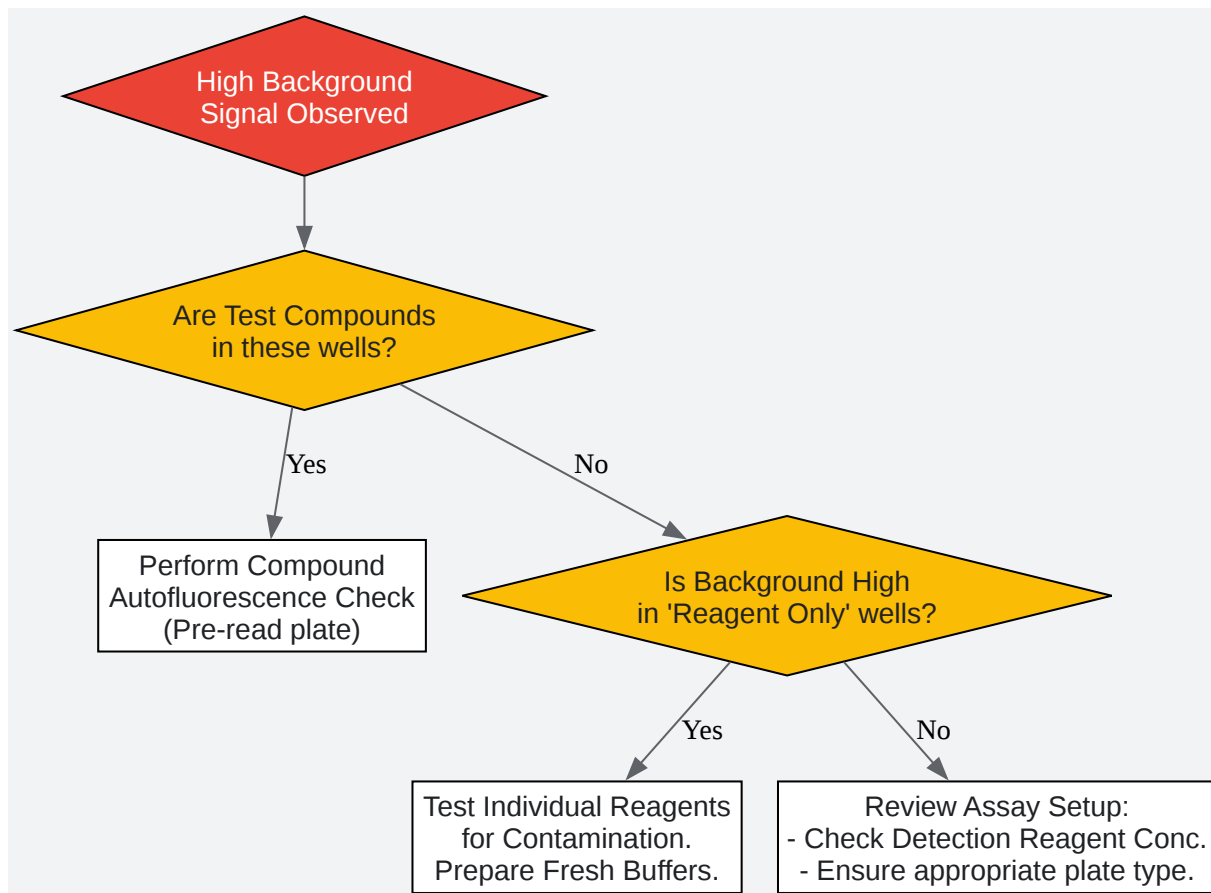 High Background
Signal Observed
Are Test Compounds
in these wells?
Yes
No
Perform Compound
Autofluorescence Check
(Pre-read plate)
Is Background High
in 'Reagent Only' wells?
Yes
No
Test Individual Reagents
for Contamination.
Prepare Fresh Buffers.
Review Assay Setup:
- Check Detection Reagent Conc.
- Ensure appropriate plate type.